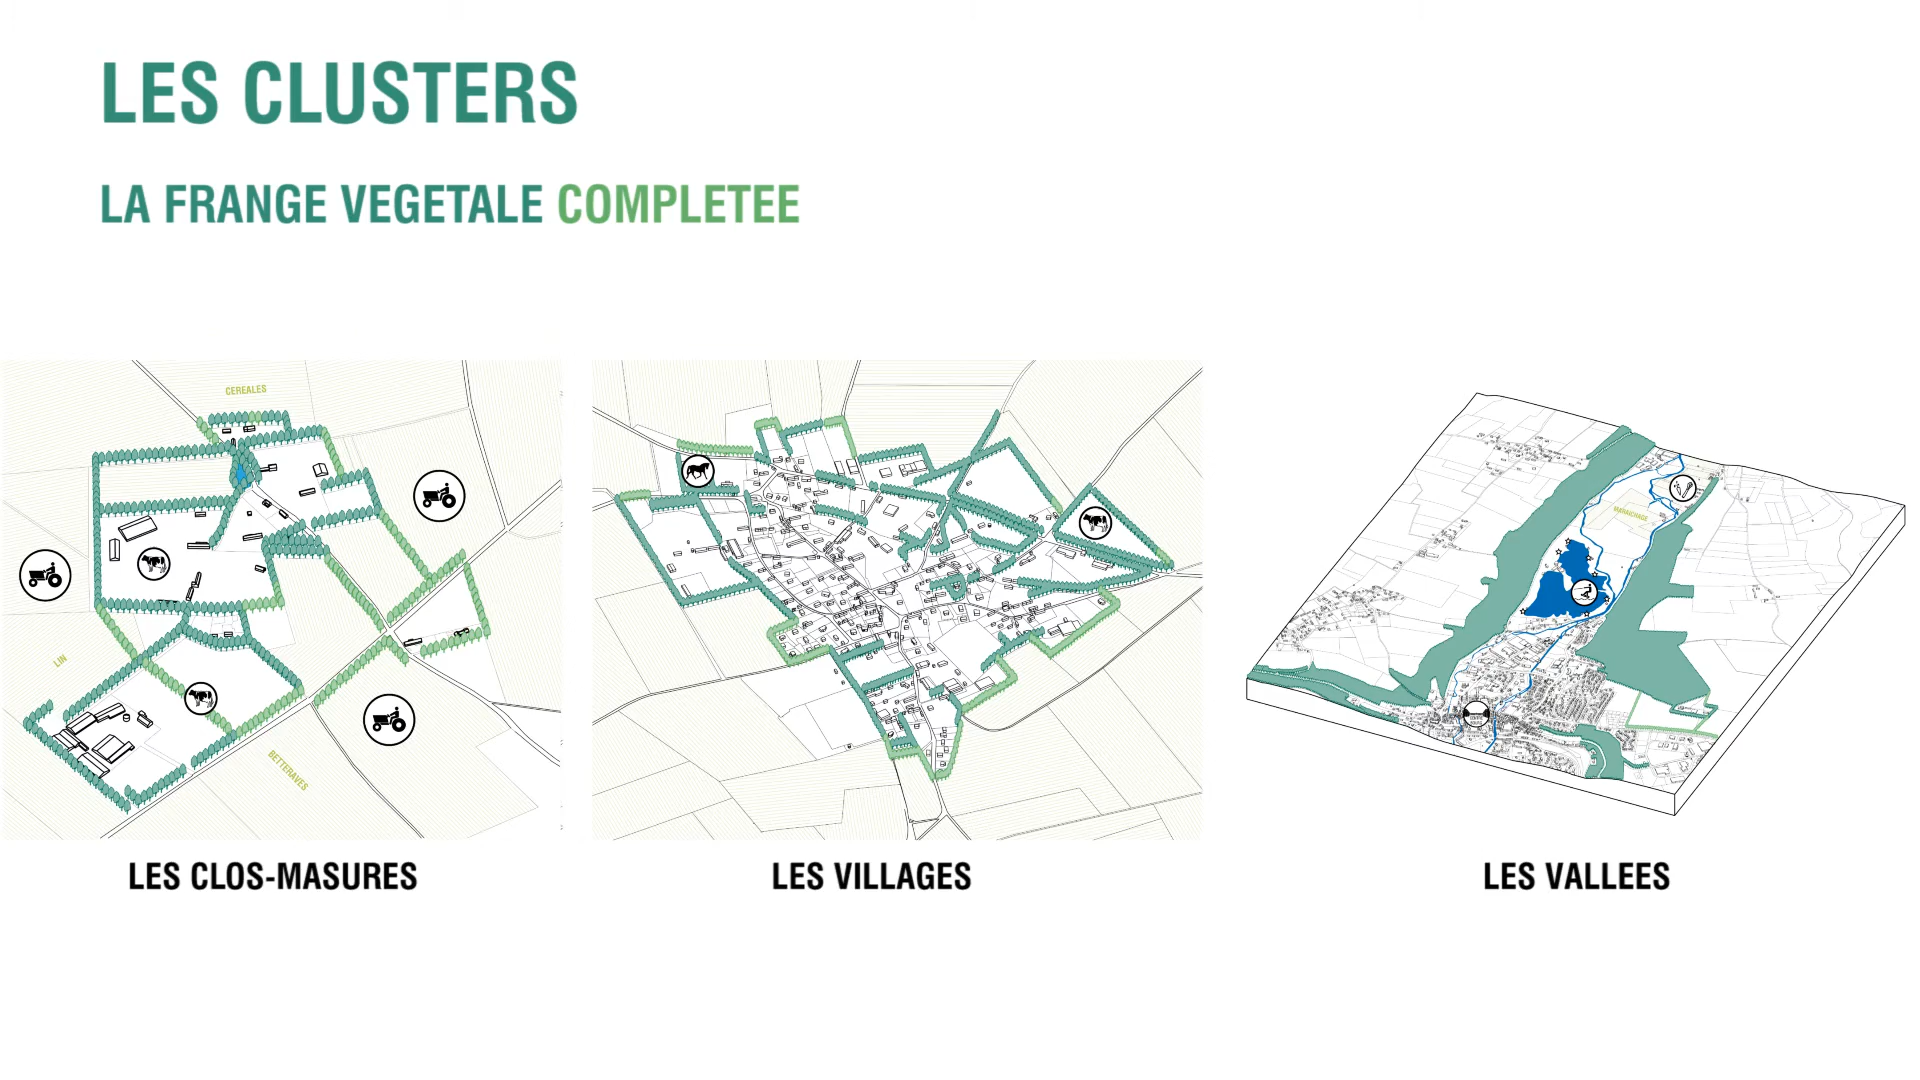 LES CLUSTERS
LA FRANGE VEGETALE COMPLETEE
CEREALES
LIN
BETTERAVES
MARAICHAGE
LES CLOS-MASURES
LES VILLAGES
LES VALLEES